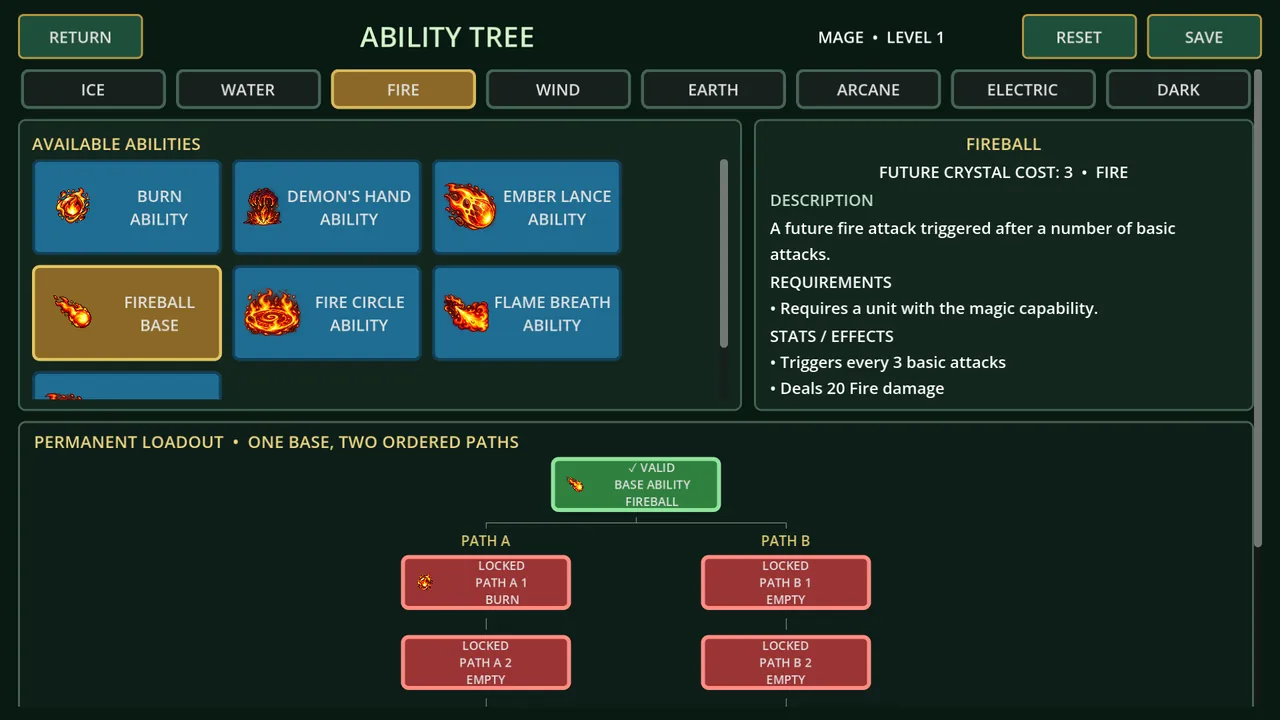 RETURN
ABILITY TREE
MAGE • LEVEL 1
RESET
SAVE
ICE
WATER
FIRE
WIND
EARTH
ARCANE
ELECTRIC
DARK
AVAILABLE ABILITIES
BURN
ABILITY
DEMON'S HAND
ABILITY
EMBER LANCE
ABILITY
FIREBALL
BASE
FIRE CIRCLE
ABILITY
FLAME BREATH
ABILITY
FIREBALL
FUTURE CRYSTAL COST: 3 • FIRE
DESCRIPTION
A future fire attack triggered after a number of basic
attacks.
REQUIREMENTS
• Requires a unit with the magic capability.
STATS / EFFECTS
• Triggers every 3 basic attacks
• Deals 20 Fire damage
PERMANENT LOADOUT • ONE BASE, TWO ORDERED PATHS
✓ VALID
BASE ABILITY
FIREBALL
PATH A
PATH B
LOCKED
PATH A 1
BURN
LOCKED
PATH B 1
EMPTY
LOCKED
PATH A 2
EMPTY
LOCKED
PATH B 2
EMPTY